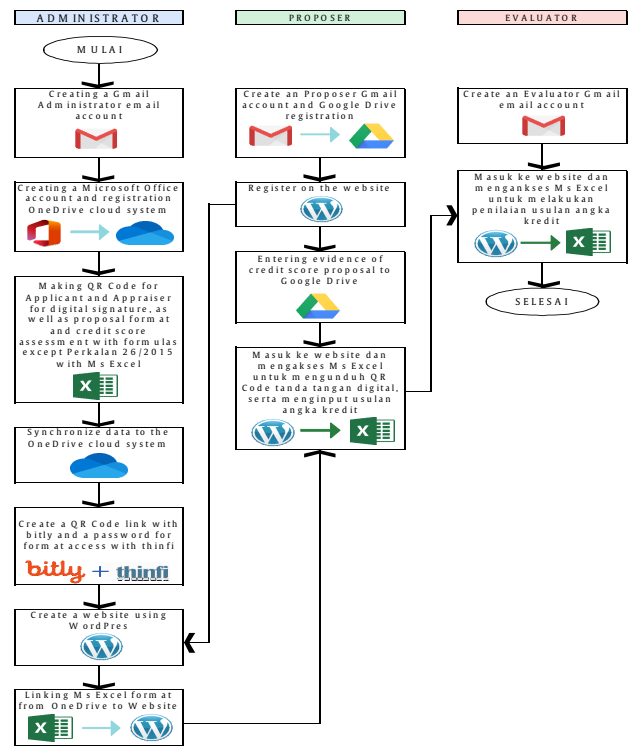 ADMINISTRATOR
MULAI
Creating a Gmail
Administrator email
account
Creating a Microsoft Office
account and registration
OneDrive cloud system
Making QR Code for
Applicant and Appraiser
for digital signature, as
well as proposal format
and credit score
assessment with formulas
except Perkalan 26/2015
with Ms Excel
Synchronize data to the
OneDrive cloud system
Create a QR Code link with
bitly and a password for
format access with thinfi
bitly + thinfi
Create a website using
WordPres
Linking Ms Excel format
from OneDrive to Website
PROPOSER
Create an Proposer Gmail
account and Google Drive
registration
Register on the website
Entering evidence of
credit score proposal to
Google Drive
Masuk ke website dan
mengakses Ms Excel
untuk mengunduh QR
Code tanda tangan digital,
serta menginput usulan
angka kredit
EVALUATOR
Create an Evaluator Gmail
email account
Masuk ke website dan
mengankses Ms Excel
untuk melakukan
penilaian usulan angka
kredit
SELESAI